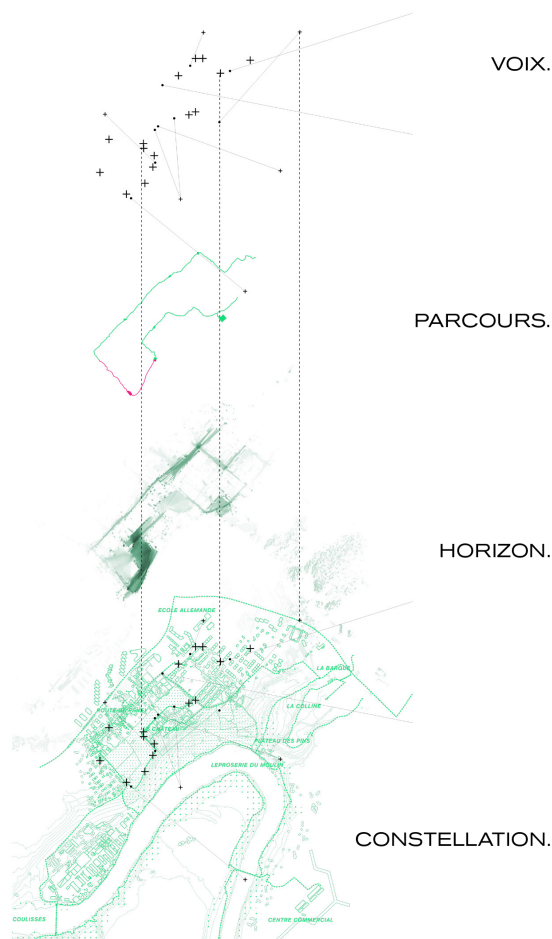 VOIX.
PARCOURS.
HORIZON.
ECOLE ALLEMANDE
LA BARQUE
LA COLLINE
CHATEAU
PLATEAU DES PINS
LEPROSERIE DU MOULIN
CONSTELLATION.
COULISSES
CENTRE COMMERCIAL